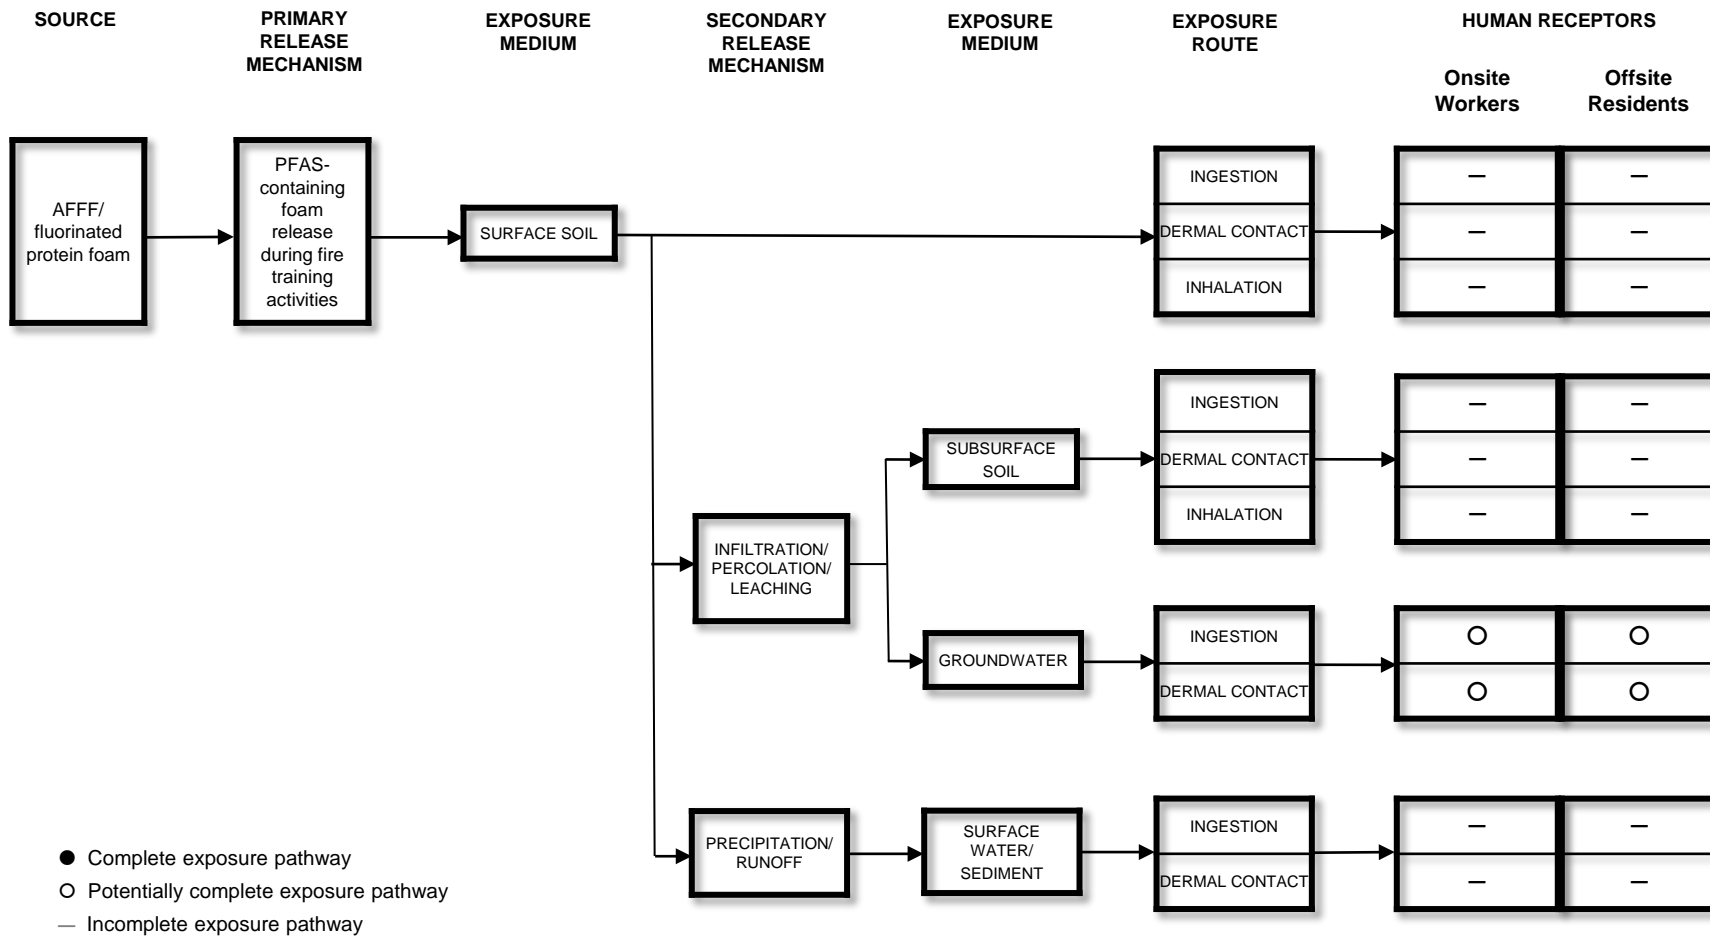 SOURCE
PRIMARY
RELEASE
MECHANISM
EXPOSURE
MEDIUM
SECONDARY
RELEASE
MECHANISM
EXPOSURE
MEDIUM
EXPOSURE
ROUTE
HUMAN RECEPTORS
Onsite
Workers
Offsite
Residents
AFFF/
fluorinated
protein foam
PFAS-
containing
foam
release
during fire
training
activities
SURFACE SOIL
INGESTION
DERMAL CONTACT
INHALATION
– –
– –
– –
SUBSURFACE
SOIL
INGESTION
DERMAL CONTACT
INHALATION
– –
– –
– –
INFILTRATION/
PERCOLATION/
LEACHING
GROUNDWATER
INGESTION
DERMAL CONTACT
O O
O O
PRECIPITATION/
RUNOFF
SURFACE
WATER/
SEDIMENT
INGESTION
DERMAL CONTACT
– –
– –
● Complete exposure pathway
O Potentially complete exposure pathway
— Incomplete exposure pathway